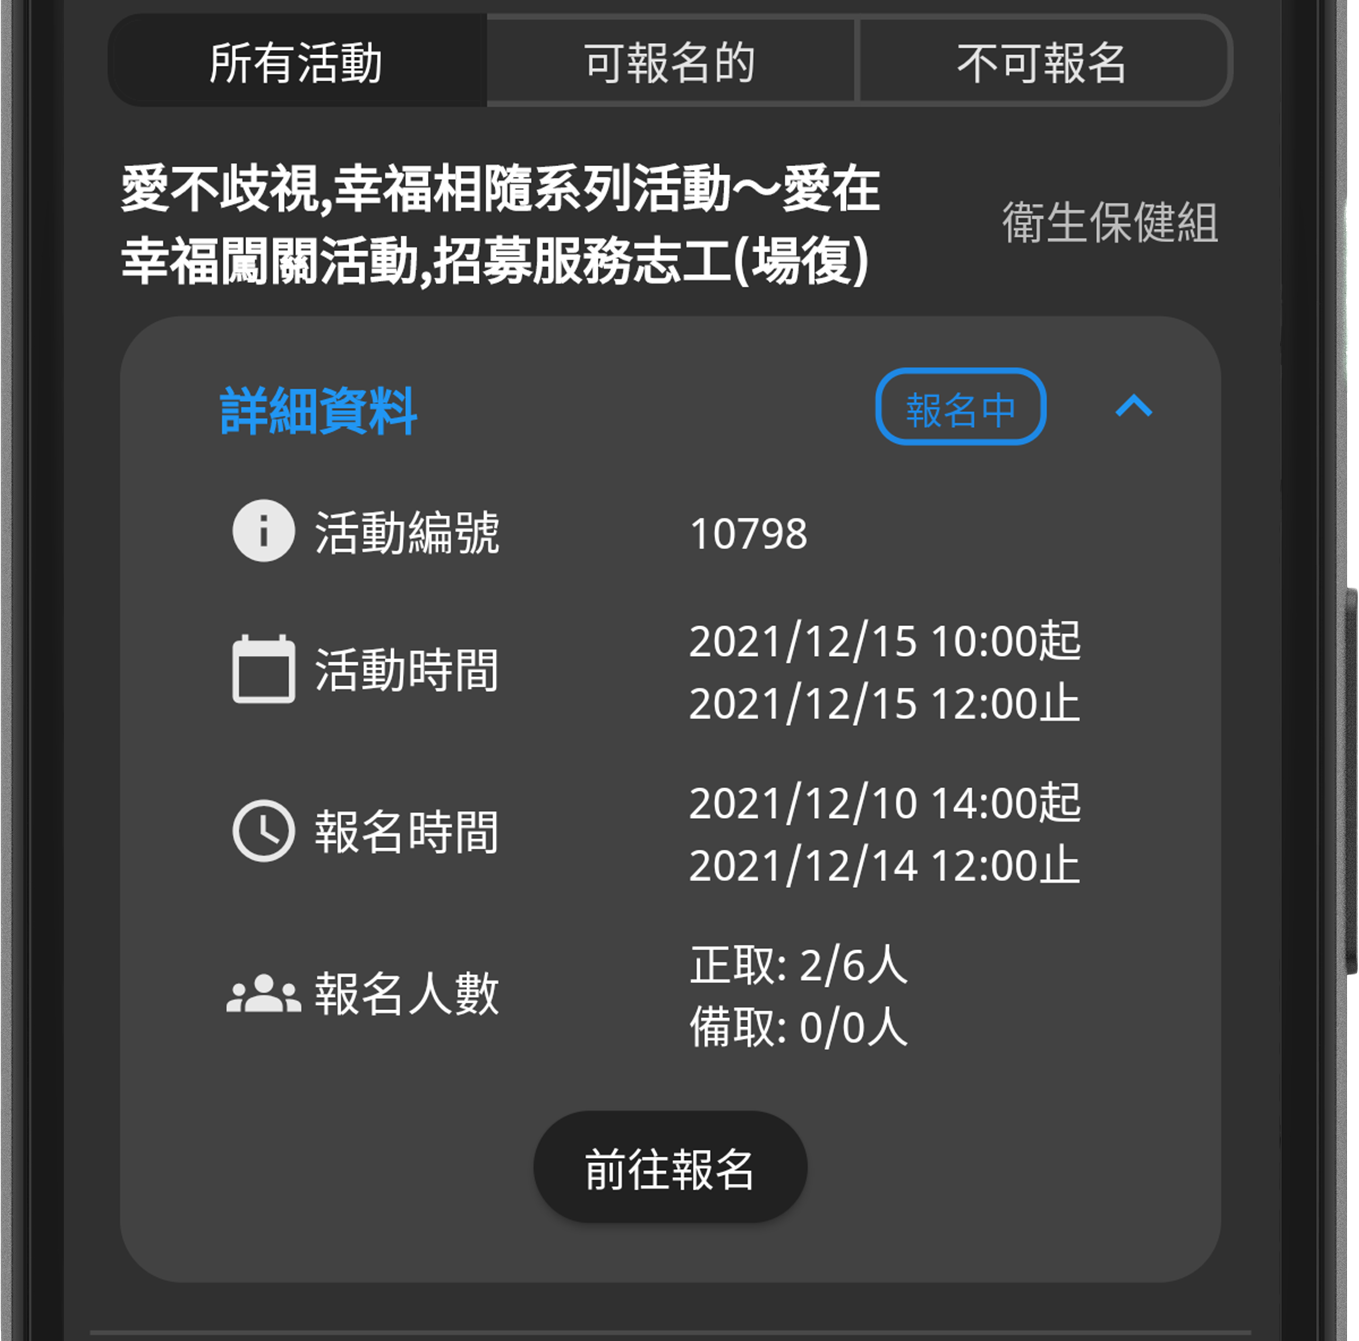 所有活動
可報名的
不可報名
愛不歧視,幸福相隨系列活動～愛在
幸福闖關活動,招募服務志工(場復)
衛生保健組
詳細資料
報名中
活動編號
10798
活動時間
2021/12/15 10:00起
2021/12/15 12:00止
報名時間
2021/12/10 14:00起
2021/12/14 12:00止
報名人數
正取: 2/6人
備取: 0/0人
前往報名